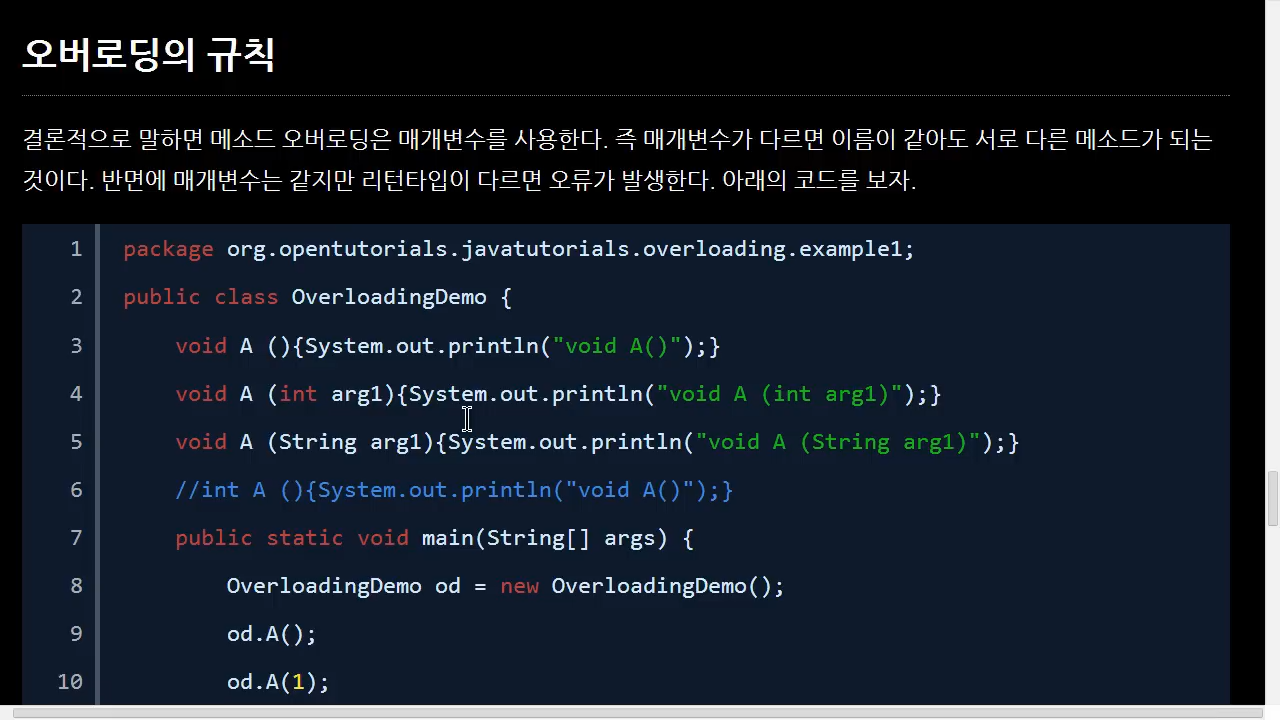 오버로딩의 규칙
결론적으로 말하면 메소드 오버로딩은 매개변수를 사용한다. 즉 매개변수가 다르면 이름이 같아도 서로 다른 메소드가 되는
것이다. 반면에 매개변수는 같지만 리턴타입이 다르면 오류가 발생한다. 아래의 코드를 보자.
1 package org.opentutorials.javatutorials.overloading.example1;
2 public class OverloadingDemo {
3 void A (){System.out.println("void A()");}
4 void A (int arg1){System.out.println("void A (int arg1)");}
5 void A (String arg1){System.out.println("void A (String arg1)");}
6 //int A (){System.out.println("void A()");}
7 public static void main(String[] args) {
8 OverloadingDemo od = new OverloadingDemo();
9 od.A();
10 od.A(1);